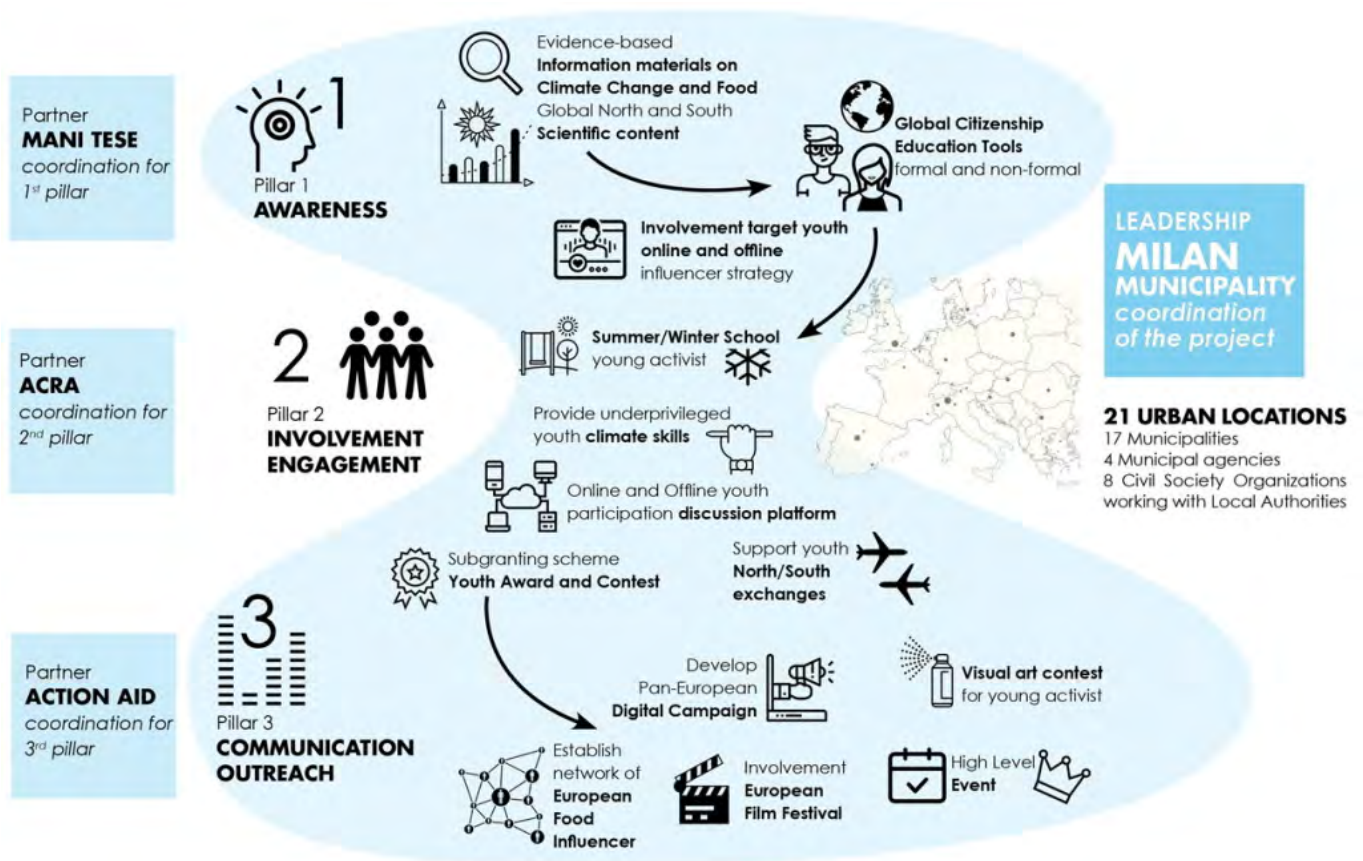 Partner
MANI TESE
coordination for
1st pillar
1
Pillar 1
AWARENESS
Evidence-based
Information materials on
Climate Change and Food
Global North and South
Scientific content
Global Citizenship
Education Tools
formal and non-formal
Involvement target youth
online and offline
influencer strategy
LEADERSHIP
MILAN
MUNICIPALITY
coordination
of the project
Partner
ACRA
coordination for
2nd pillar
2
Pillar 2
INVOLVEMENT
ENGAGEMENT
Summer/Winter School
young activist
Provide underprivileged
youth climate skills
Online and Offline youth
participation discussion platform
21 URBAN LOCATIONS
17 Municipalities
4 Municipal agencies
8 Civil Society Organizations
working with Local Authorities
Subgranting scheme
Youth Award and Contest
Support youth
North/South
exchanges
Partner
ACTION AID
coordination for
3rd pillar
3
Pillar 3
COMMUNICATION
OUTREACH
Develop
Pan-European
Digital Campaign
Visual art contest
for young activist
Establish
network of
European
Food
Influencer
Involvement
European
Film Festival
High Level
Event